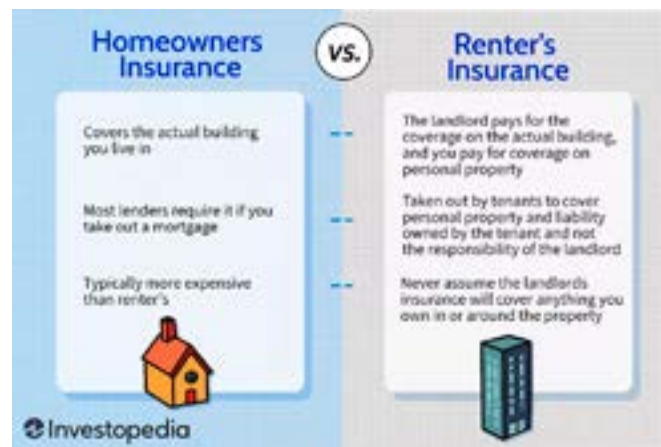 Homeowners
Insurance
VS.
Renter's
Insurance
Covers the actual building
you live in
Most lenders require it if you
take out a mortgage
Typically more expensive
than renter's
The landlord pays for the
coverage on the actual building,
and you pay for coverage on
personal property
Taken out by tenants to cover
personal property and liability
owned by the tenant and not
the responsibility of the landlord
Never assume the landlords
insurance will cover anything you
own in or around the property
Investopedia